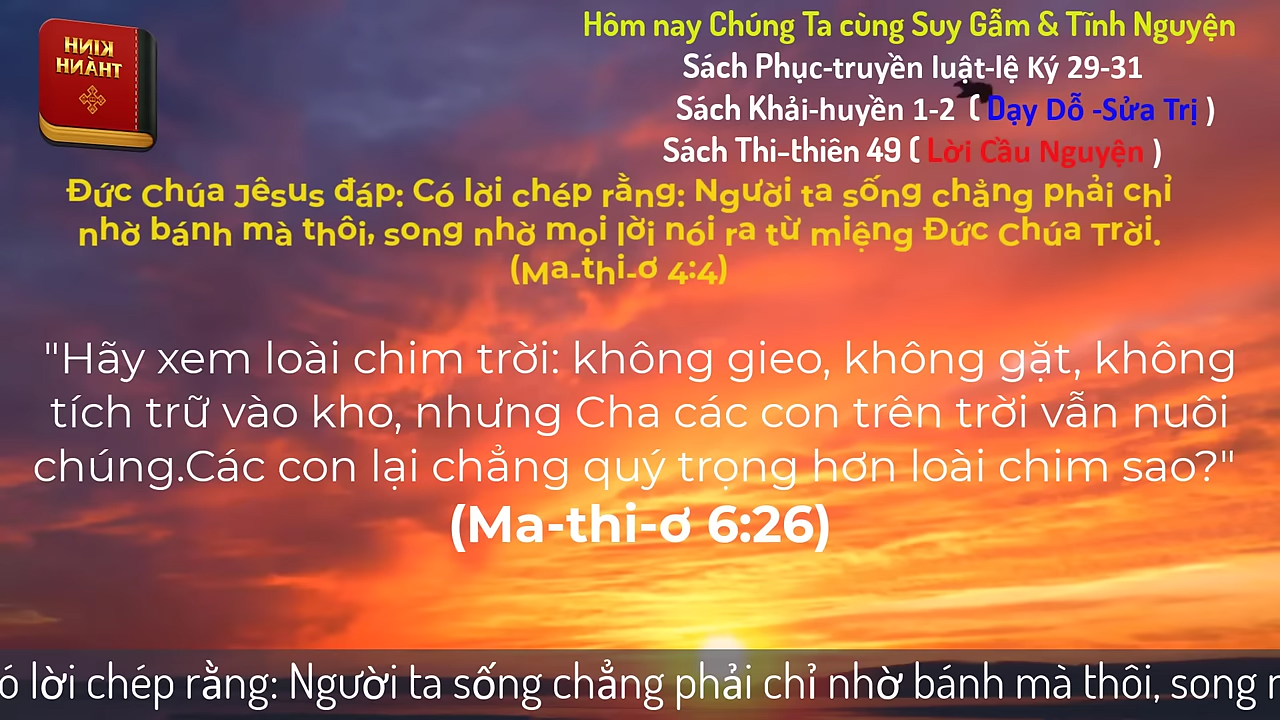 KINH
THÀNH
Hôm nay Chúng Ta cùng Suy Gẫm & Tĩnh Nguyện
Sách Phục-truyền luật-lệ Ký 29-31
Sách Khải-huyền 1-2 ( Dạy Dỗ -Sửa Trị )
Sách Thi-thiên 49 ( Lời Cầu Nguyện )
Đức Chúa Jêsus đáp: Có lời chép rằng: Người ta sống chẳng phải chỉ
nhờ bánh mà thôi, song nhờ mọi lời nói ra từ miệng Đức Chúa Trời.
(Ma-thi-ơ 4:4)
"Hãy xem loài chim trời: không gieo, không gặt, không
tích trữ vào kho, nhưng Cha các con trên trời vẫn nuôi
chúng.Các con lại chẳng quý trọng hơn loài chim sao?"
(Ma-thi-ơ 6:26)
ó lời chép rằng: Người ta sống chẳng phải chỉ nhờ bánh mà thôi, song